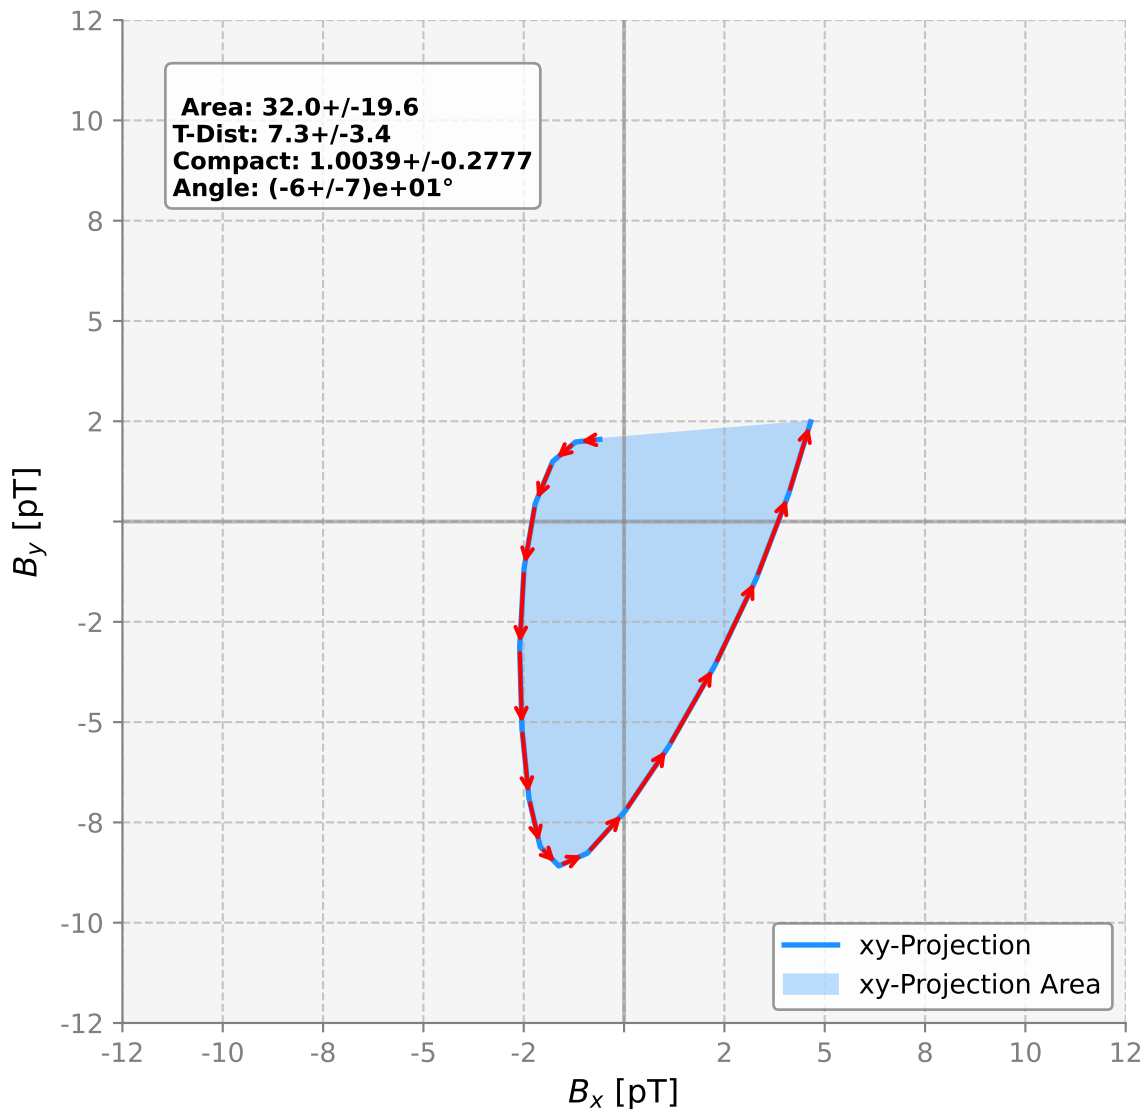 12
10
8
5
2
-2
-5
-8
-10
-12
Area: 32.0+/-19.6
T-Dist: 7.3+/-3.4
Compact: 1.0039+/-0.2777
Angle: (-6+/-7)e+01°
By [pT]
xy-Projection
xy-Projection Area
-12 -10 -8 -5 -2 2 5 8 10 12
Bx [pT]